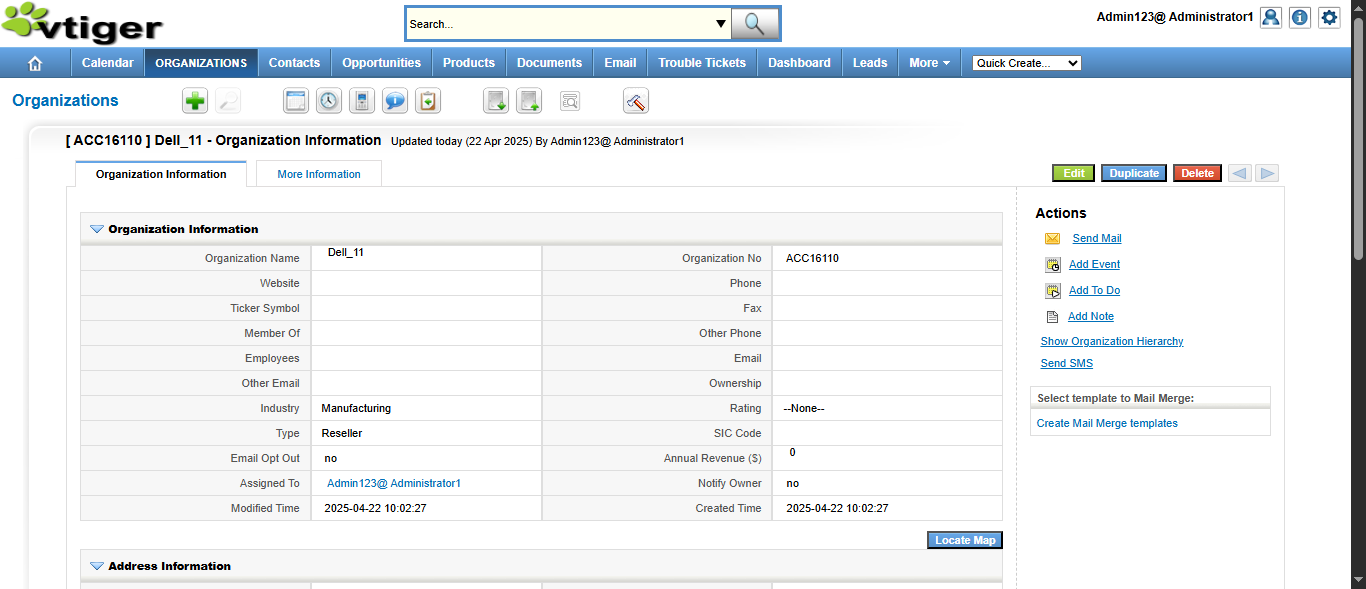 vtiger
Search...
Admin123@ Administrator1
Calendar ORGANIZATIONS Contacts Opportunities Products Documents Email Trouble Tickets Dashboard Leads More Quick Create...
Organizations
[ ACC16110 ] Dell_11 - Organization Information Updated today (22 Apr 2025) By Admin123@ Administrator1
Organization Information More Information
Edit Duplicate Delete
Organization Information
Organization Name Dell_11 Organization No ACC16110
Website Phone
Ticker Symbol Fax
Member Of Other Phone
Employees Email
Other Email Ownership
Industry Manufacturing Rating --None--
Type Reseller SIC Code
Email Opt Out no Annual Revenue ($) 0
Assigned To Admin123@ Administrator1 Notify Owner no
Modified Time 2025-04-22 10:02:27 Created Time 2025-04-22 10:02:27
Locate Map
Address Information
Actions
Send Mail
Add Event
Add To Do
Add Note
Show Organization Hierarchy
Send SMS
Select template to Mail Merge:
Create Mail Merge templates